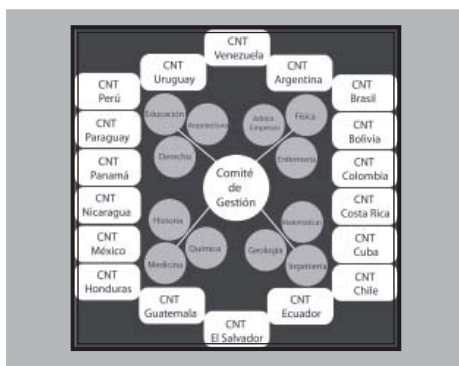 CNT
Venezuela
CNT
Uruguay
CNT
Argentina
CNT
Perú
CNT
Brasil
CNT
Paraguay
CNT
Bolivia
CNT
Panamá
CNT
Colombia
CNT
Nicaragua
CNT
Costa Rica
CNT
México
CNT
Cuba
CNT
Honduras
CNT
Chile
CNT
Guatemala
CNT
Ecuador
CNT
El Salvador
Educación
Arquitectura
Derecho
Admon
Empresas
Física
Enfermería
Comité
de
Gestión
Historia
Química
Medicina
Matemáticas
Geología
Ingeniería